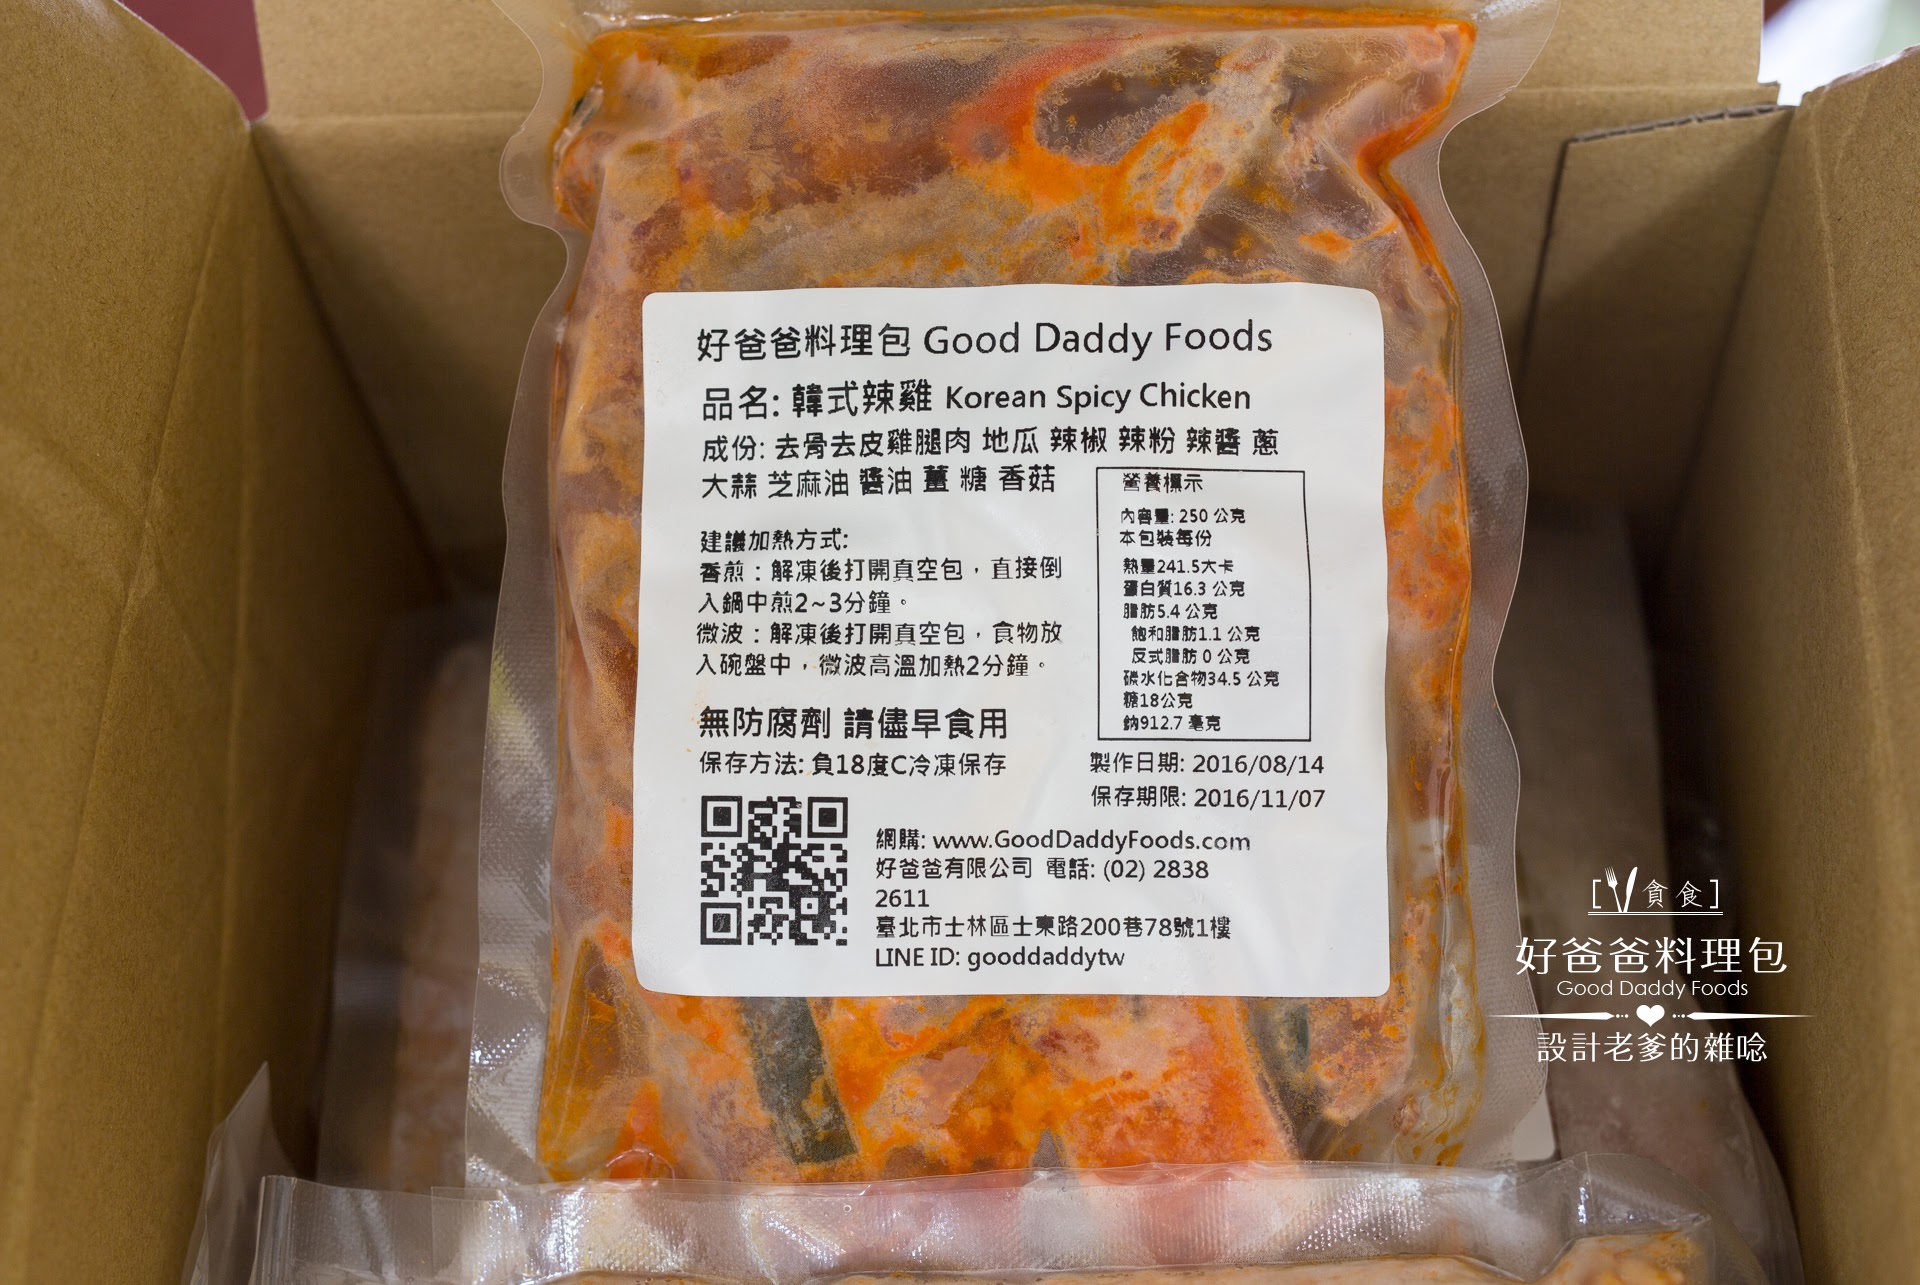 好爸爸料理包 Good Daddy Foods
品名: 韓式辣雞 Korean Spicy Chicken
成份: 去骨去皮雞腿肉 地瓜 辣椒 辣粉 辣醬 蔥
大蒜 芝麻油 醬油 薑 糖 香菇
建議加熱方式:
香煎：解凍後打開真空包，直接倒
入鍋中煎2~3分鐘。
微波：解凍後打開真空包，食物放
入碗盤中，微波高溫加熱2分鐘。
無防腐劑 請儘早食用
保存方法: 負18度C冷凍保存
營養標示
內容量: 250 公克
本包裝每份
熱量241.5大卡
蛋白質16.3 公克
脂肪5.4 公克
飽和脂肪1.1 公克
反式脂肪 0 公克
碳水化合物34.5 公克
糖18公克
鈉912.7 毫克
製作日期: 2016/08/14
保存期限: 2016/11/07
網購: www.GoodDaddyFoods.com
好爸爸有限公司 電話: (02) 2838
2611
臺北市士林區士東路200巷78號1樓
LINE ID: gooddaddytw
[貪食]
好爸爸料理包
Good Daddy Foods
設計老爹的雜唸